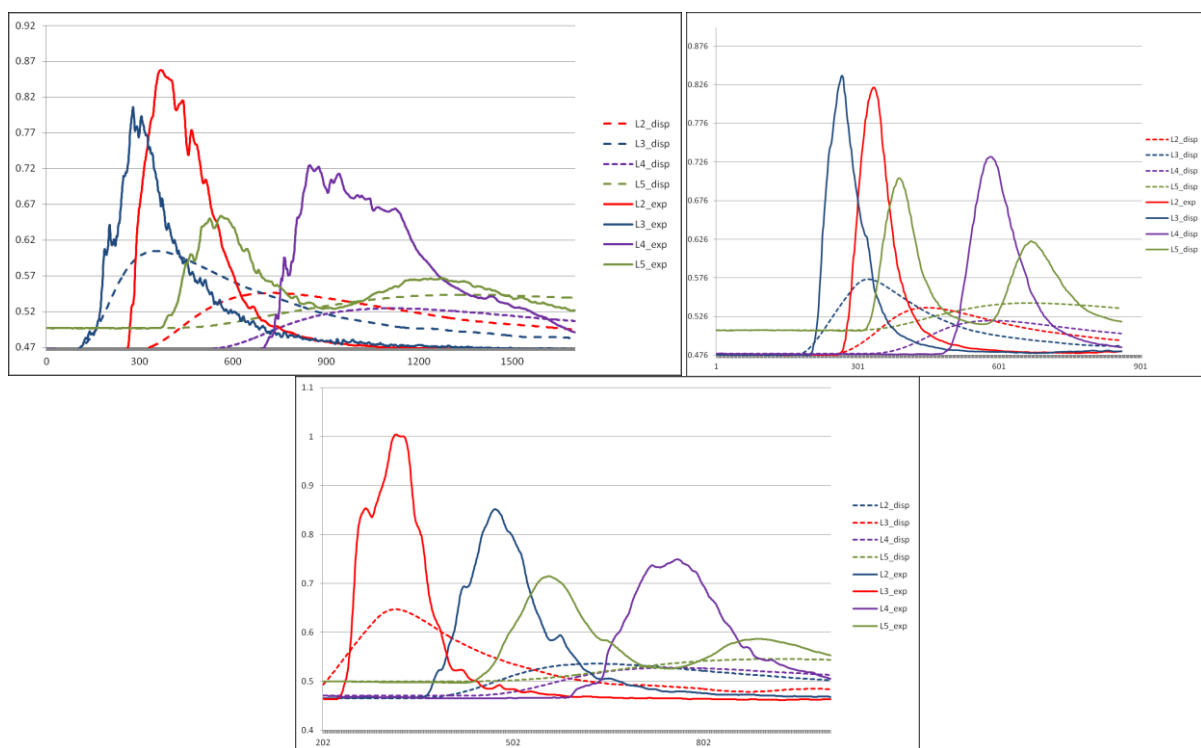 0.92
0.87
0.82
0.77
0.72
0.67
0.62
0.57
0.52
0.47
0 300 600 900 1200 1500
L2_disp
L3_disp
L4_disp
L5_disp
L2_exp
L3_exp
L4_exp
L5_exp
0.876
0.826
0.776
0.726
0.676
0.626
0.576
0.526
0.476
1 301 601 901
L2_disp
L3_disp
L4_disp
L5_disp
L2_exp
L3_exp
L4_exp
L5_exp
1.1
1
0.9
0.8
0.7
0.6
0.5
0.4
202 502 802
L2_disp
L3_disp
L4_disp
L5_disp
L2_exp
L3_exp
L4_exp
L5_exp